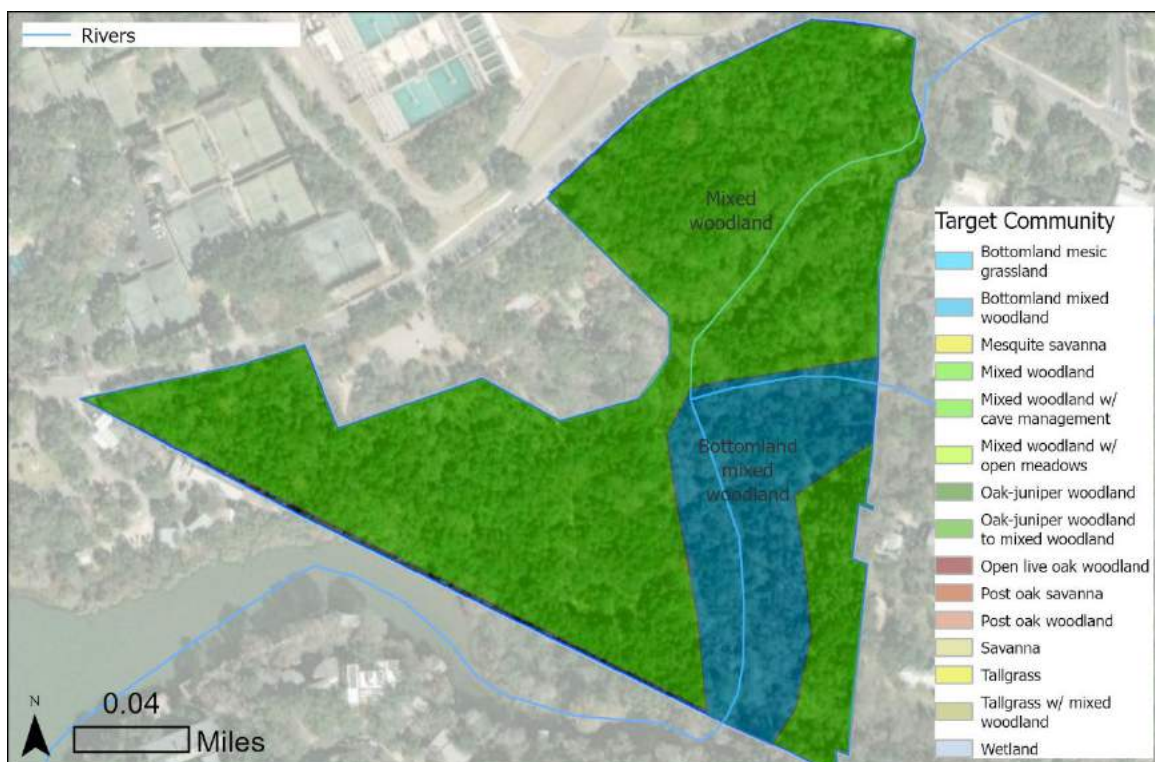 Rivers
Mixed
woodland
Bottomland
mixed
woodland
Target Community
Bottomland mesic
grassland
Bottomland mixed
woodland
Mesquite savanna
Mixed woodland
Mixed woodland w/
cave management
Mixed woodland w/
open meadows
Oak-juniper woodland
Oak-juniper woodland
to mixed woodland
Open live oak woodland
Post oak savanna
Post oak woodland
Savanna
Tallgrass
Tallgrass w/ mixed
woodland
Wetland
N
0.04
Miles